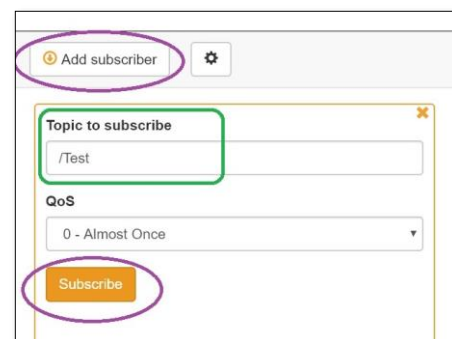 Add subscriber
Topic to subscribe
/Test
QoS
0 - Almost Once
Subscribe